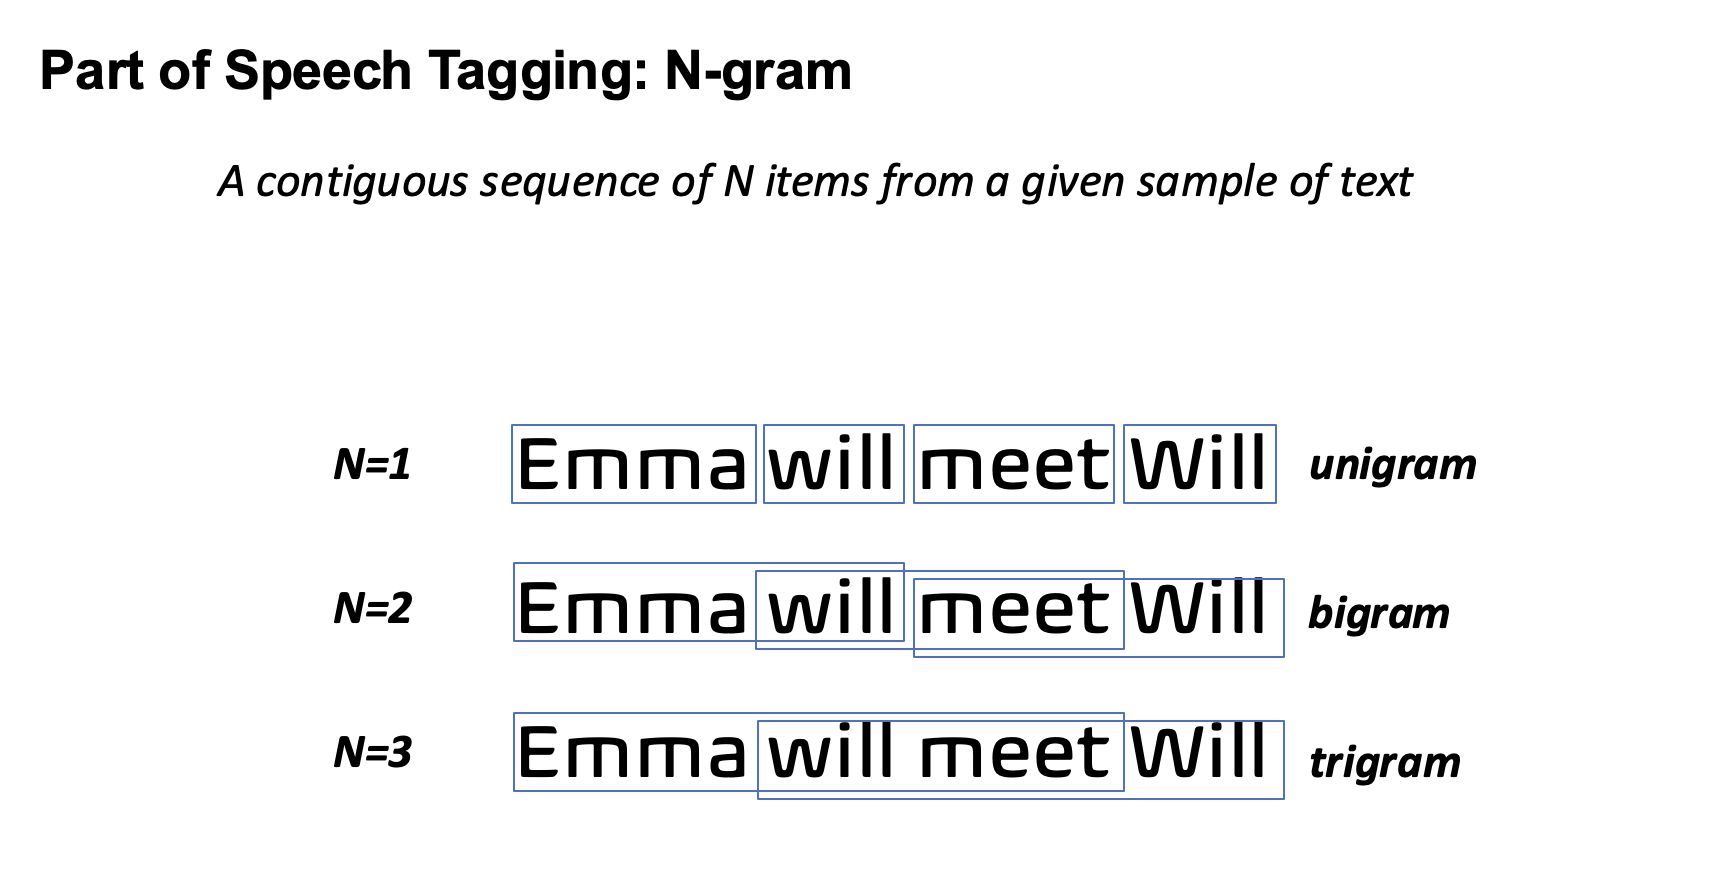 Part of Speech Tagging: N-gram
A contiguous sequence of N items from a given sample of text
N=1 Emma will meet Will unigram
N=2 Emma will meet Will bigram
N=3 Emma will meet Will trigram